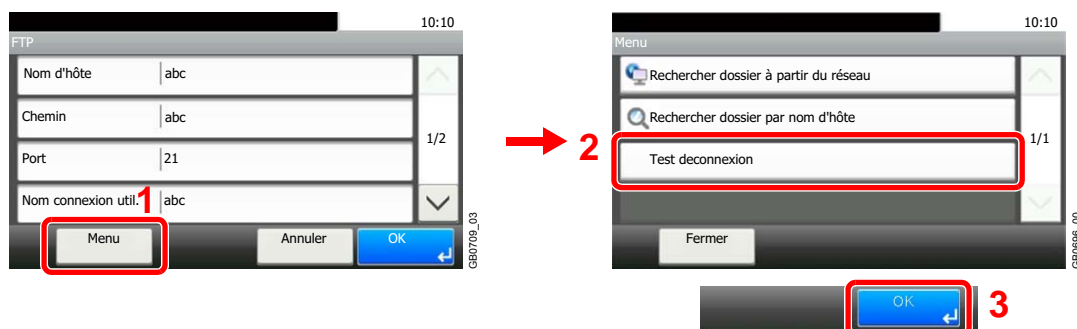 10:10
FTP
Nom d'hôte abc
Chemin abc
1/2
Port 21
Nom connexion util. abc
1
Menu Annuler OK
GB0709_03
2
10:10
Menu
Rechercher dossier à partir du réseau
Rechercher dossier par nom d'hôte
1/1
Test deconnexion
Fermer
GB0696_00
OK
3